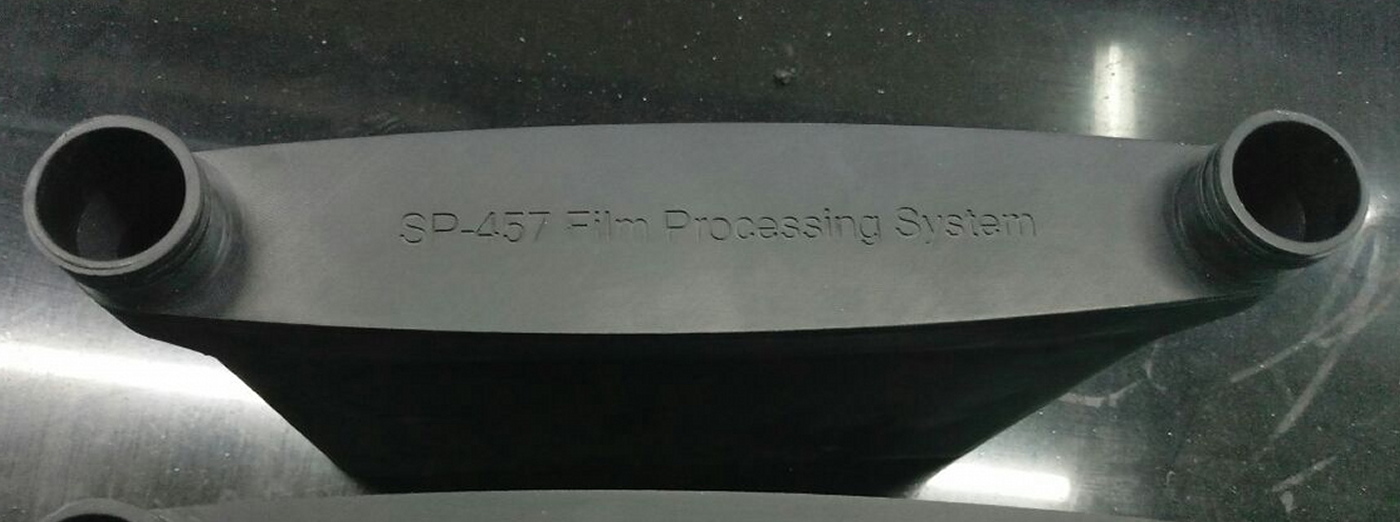 SP-457 Film Processing System